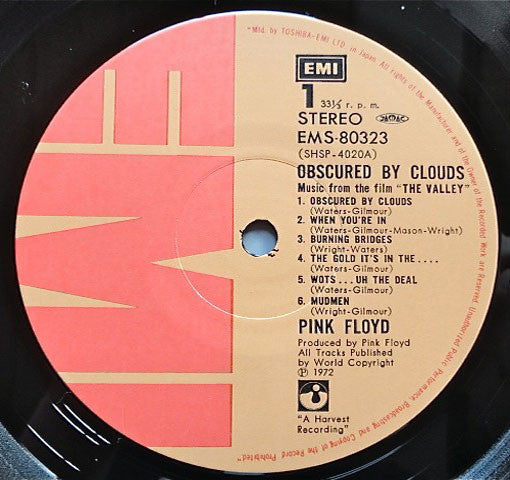 EMI
EMI
1 33⅓ r. p. m.
STEREO
EMS-80323
(SHSP-4020A)
OBSCURED BY CLOUDS
Music from the film "THE VALLEY"
1. OBSCURED BY CLOUDS
(Waters-Gilmour)
2. WHEN YOU'RE IN
(Waters-Gilmour-Mason-Wright)
3. BURNING BRIDGES
(Wright-Waters)
4. THE GOLD IT'S IN THE....
(Waters-Gilmour)
5. WOTS...UH THE DEAL
(Waters-Gilmour)
6. MUDMEN
(Wright-Gilmour)
PINK FLOYD
Produced by Pink Floyd
All Tracks Published
by World Copyright
Ⓟ 1972
"A Harvest
Recording"
"Mfd. by TOSHIBA-EMI LTD. in Japan. All rights of the Manufacturer and of the Owner of the Recorded Work are Reserved. Unauthorized Public Performance, Broadcasting and Copying of the Record Prohibited."